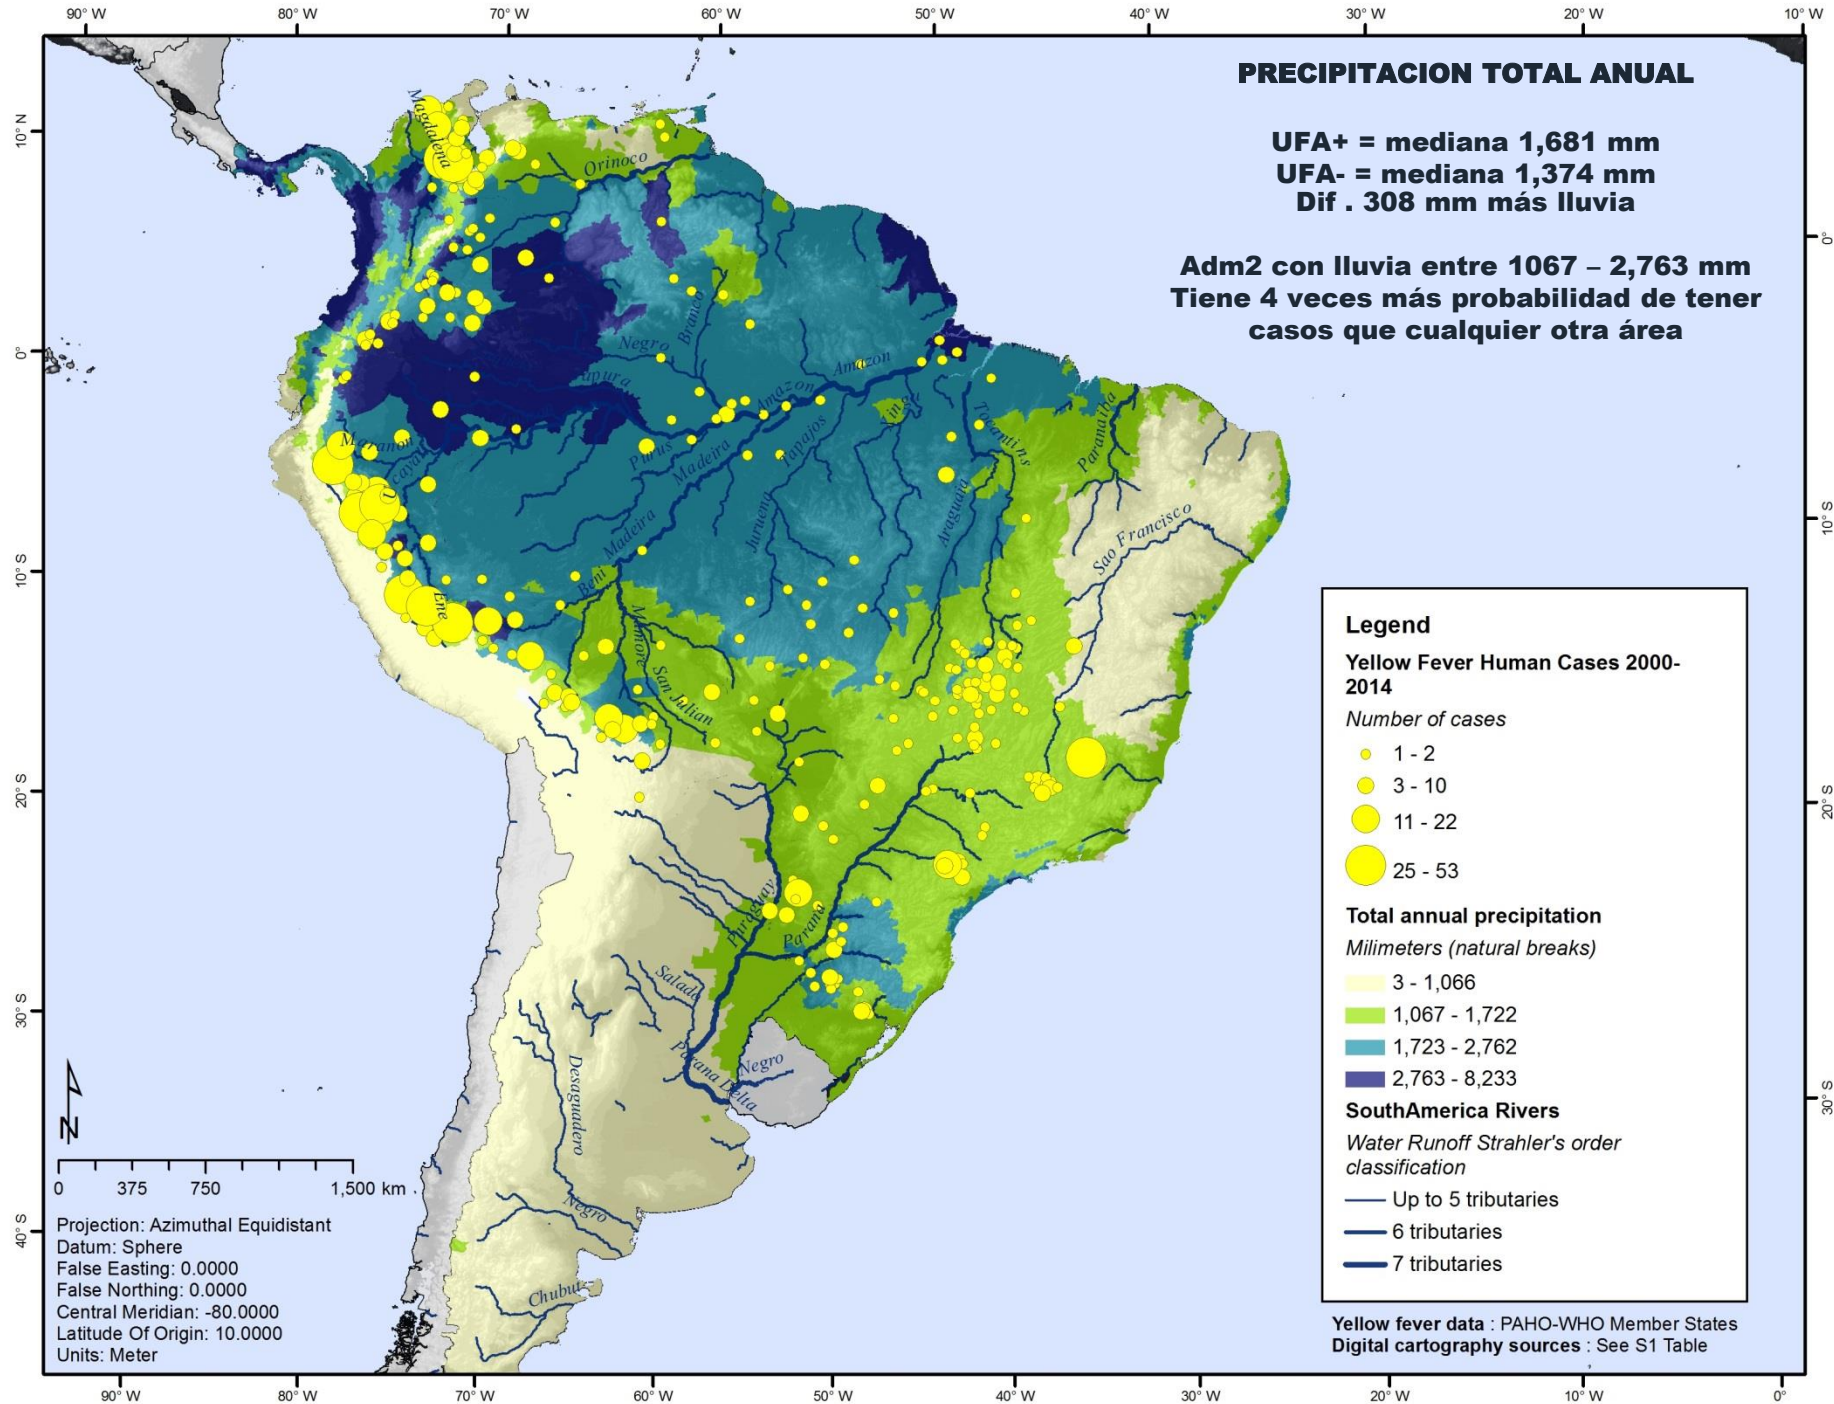 90° W
80° W
70° W
60° W
50° W
40° W
30° W
20° W
10° W
PRECIPITACION TOTAL ANUAL
UFA+ = mediana 1,681 mm
UFA- = mediana 1,374 mm
Dif . 308 mm más lluvia
Adm2 con lluvia entre 1067 – 2,763 mm
Tiene 4 veces más probabilidad de tener
casos que cualquier otra área
10° N
0°
10° S
20° S
30° S
40° S
0°
10° S
20° S
30° S
Magdalena
Orinoco
Branco
Negro
Amazon
Amazon
Maranon
Purus
Madeira
Tapajos
Tocantins
Paranaiba
Juruena
Araguara
Sao Francisco
Madeira
Beni
Ene
Mamore
San Julian
Paraguay
Parana
Salado
Parana Delta
Negro
Desaguadero
Negro
Chubut
Legend
Yellow Fever Human Cases 2000-
2014
Number of cases
1 - 2
3 - 10
11 - 22
25 - 53
Total annual precipitation
Milimeters (natural breaks)
3 - 1,066
1,067 - 1,722
1,723 - 2,762
2,763 - 8,233
SouthAmerica Rivers
Water Runoff Strahler's order
classification
Up to 5 tributaries
6 tributaries
7 tributaries
Yellow fever data : PAHO-WHO Member States
Digital cartography sources : See S1 Table
N
0 375 750 1,500 km
Projection: Azimuthal Equidistant
Datum: Sphere
False Easting: 0.0000
False Northing: 0.0000
Central Meridian: -80.0000
Latitude Of Origin: 10.0000
Units: Meter
90° W
80° W
70° W
60° W
50° W
40° W
30° W
20° W
10° W
0°